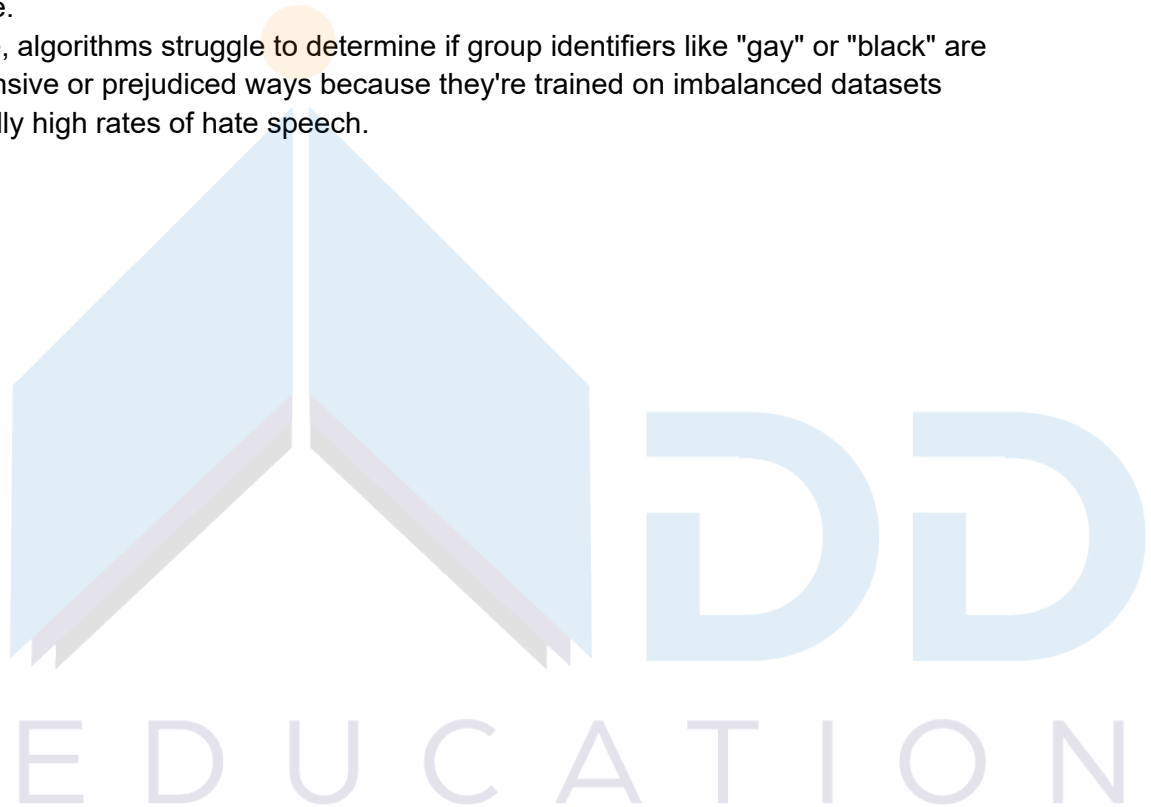 e.
, algorithms struggle to determine if group identifiers like "gay" or "black" are
nsive or prejudiced ways because they're trained on imbalanced datasets
lly high rates of hate speech.
DD
EDUCATION